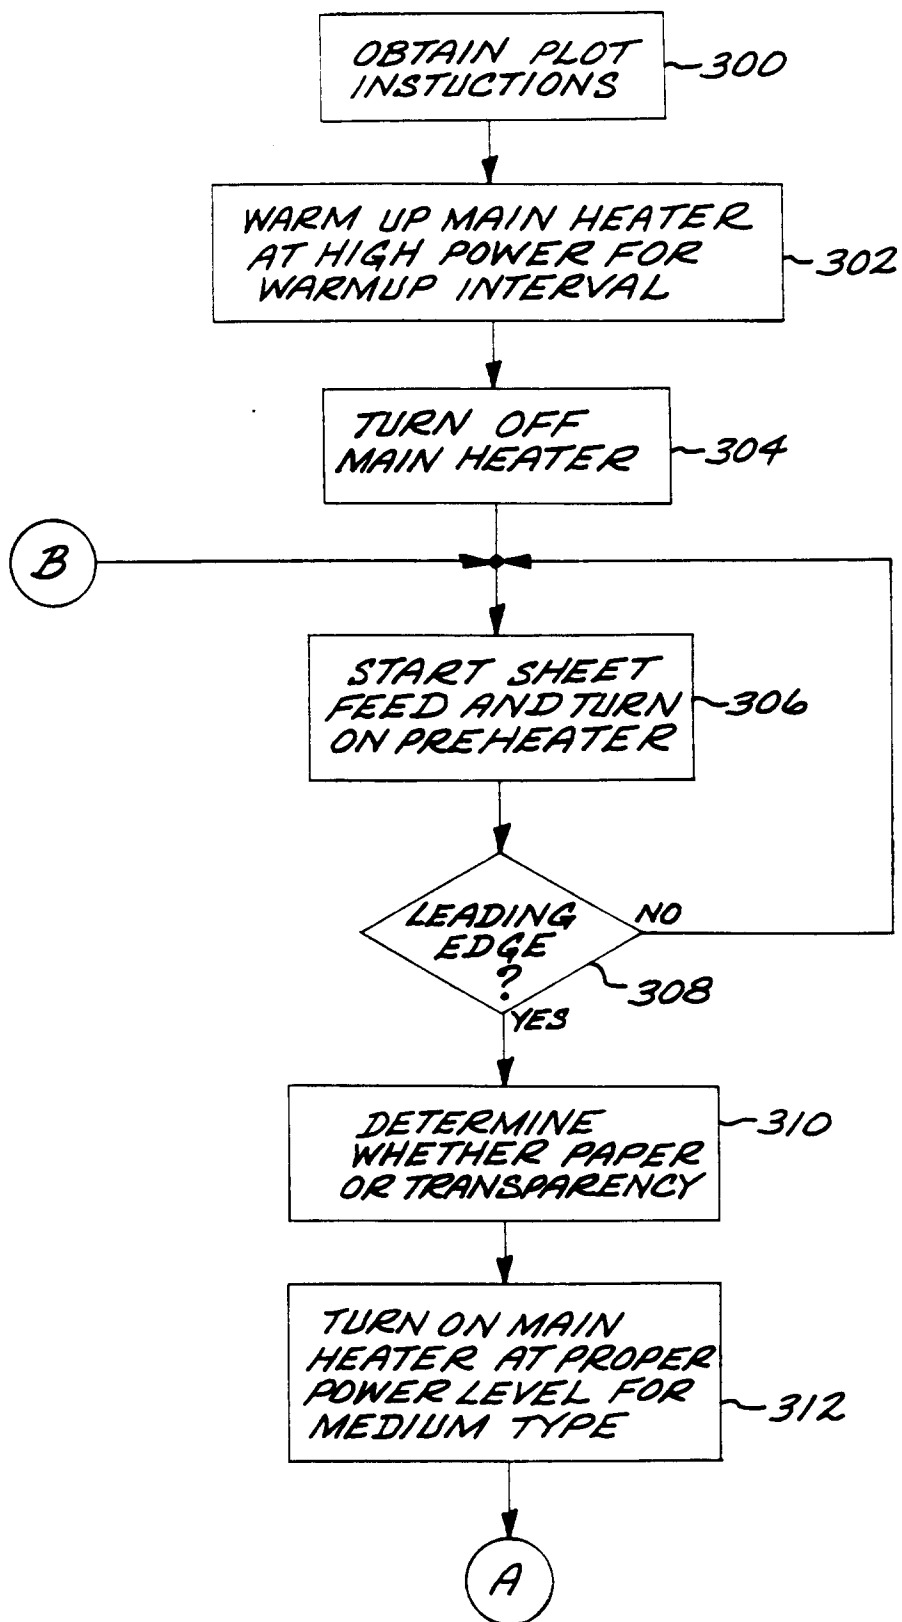 OBTAIN PLOT
INSTUCTIONS
300
WARM UP MAIN HEATER
AT HIGH POWER FOR
WARMUP INTERVAL
302
TURN OFF
MAIN HEATER
304
B
START SHEET
FEED AND TURN
ON PREHEATER
306
LEADING
EDGE
?
NO
308
YES
DETERMINE
WHETHER PAPER
OR TRANSPARENCY
310
TURN ON MAIN
HEATER AT PROPER
POWER LEVEL FOR
MEDIUM TYPE
312
A